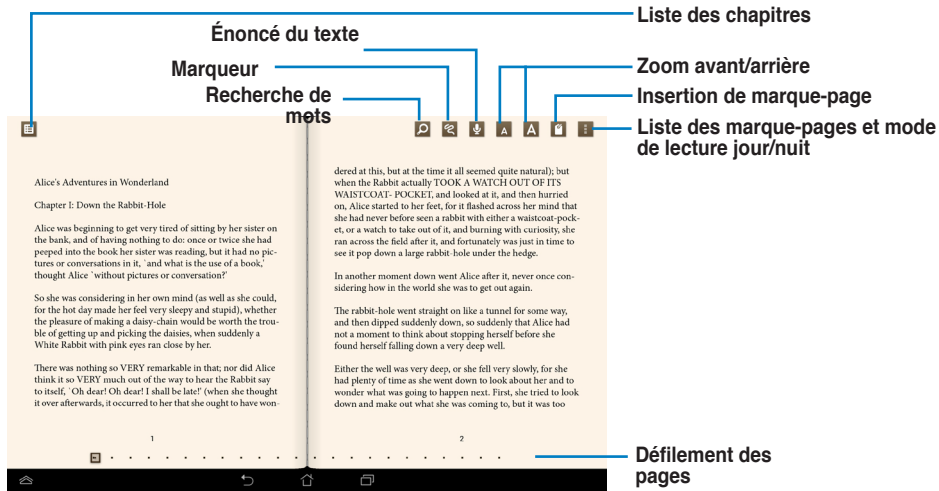 Liste des chapitres
Énoncé du texte
Marqueur
Recherche de
mots
Zoom avant/arrière
Insertion de marque-page
Liste des marque-pages et mode
de lecture jour/nuit
A
A
Alice's Adventures in Wonderland
Chapter I: Down the Rabbit-Hole
Alice was beginning to get very tired of sitting by her sister on
the bank, and of having nothing to do: once or twice she had
peeped into the book her sister was reading, but it had no pic-
tures or conversations in it, `and what is the use of a book,'
thought Alice `without pictures or conversation?'
So she was considering in her own mind (as well as she could,
for the hot day made her feel very sleepy and stupid), whether
the pleasure of making a daisy-chain would be worth the trou-
ble of getting up and picking the daisies, when suddenly a
White Rabbit with pink eyes ran close by her.
There was nothing so VERY remarkable in that; nor did Alice
think it so VERY much out of the way to hear the Rabbit say
to itself, `Oh dear! Oh dear! I shall be late!' (when she thought
it over afterwards, it occurred to her that she ought to have won-
1
dered at this, but at the time it all seemed quite natural); but
when the Rabbit actually TOOK A WATCH OUT OF ITS
WAISTCOAT- POCKET, and looked at it, and then hurried
on, Alice started to her feet, for it flashed across her mind that
she had never before seen a rabbit with either a waistcoat-pock-
et, or a watch to take out of it, and burning with curiosity, she
ran across the field after it, and fortunately was just in time to
see it pop down a large rabbit-hole under the hedge.
In another moment down went Alice after it, never once con-
sidering how in the world she was to get out again.
The rabbit-hole went straight on like a tunnel for some way,
and then dipped suddenly down, so suddenly that Alice had
not a moment to think about stopping herself before she
found herself falling down a very deep well.
Either the well was very deep, or she fell very slowly, for she
had plenty of time as she went down to look about her and to
wonder what was going to happen next. First, she tried to look
down and make out what she was coming to, but it was too
2
Défilement des
pages